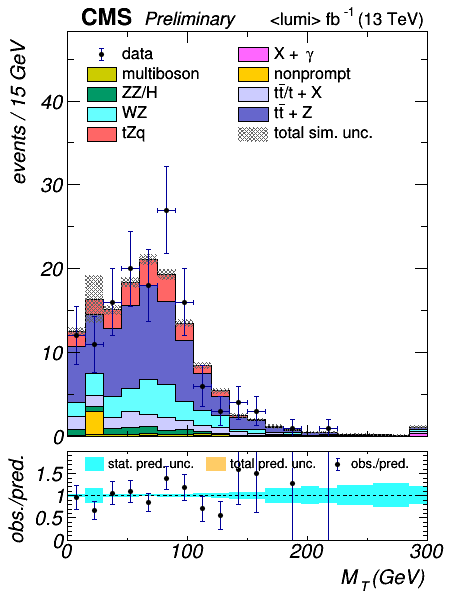 CMS Preliminary <lumi> fb⁻¹ (13 TeV)
events / 15 GeV
40
30
20
10
0
data
multiboson
ZZ/H
WZ
tZq
X + γ
nonprompt
tt̄/t + X
tt̄ + Z
total sim. unc.
obs./pred.
1.5
1
0.5
0
stat. pred. unc. total pred. unc. obs./pred.
0 100 200 300
M_T(GeV)